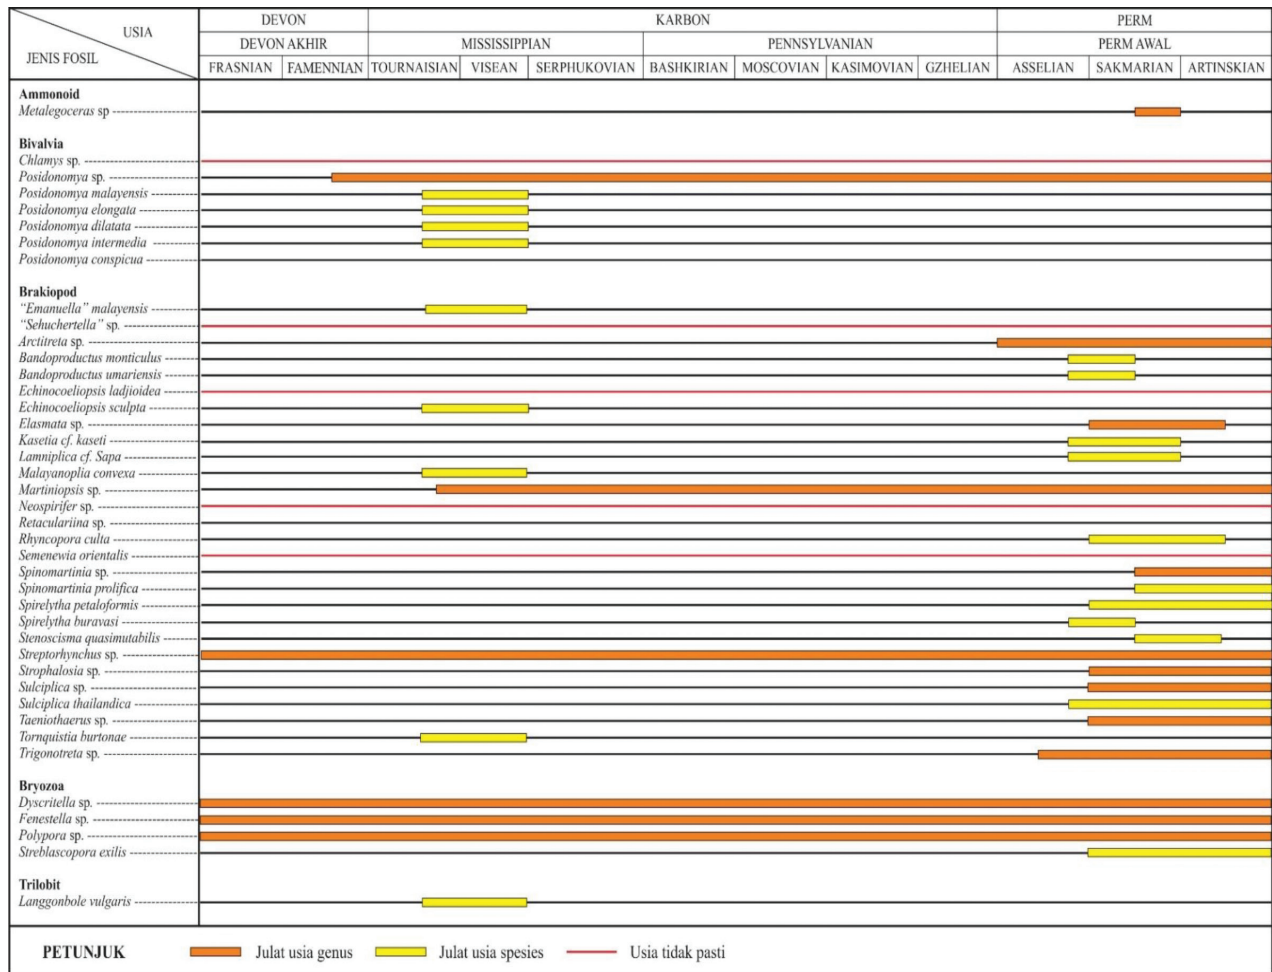 USIA
JENIS FOSIL
DEVON KARBON PERM
DEVON AKHIR MISSISSIPPIAN PENNSYLVANIAN PERM AWAL
FRASNIAN FAMENNIAN TOURNAISIAN VISEAN SERPHUKOVIAN BASHKIRIAN MOSCOVIAN KASIMOVIAN GZHELIAN ASSELIAN SAKMARIAN ARTINSKIAN
Ammonoid
Metalegoceras sp
Bivalvia
Chlamys sp.
Posidonomya sp.
Posidonomya malayensis
Posidonomya elongata
Posidonomya dilatata
Posidonomya intermedia
Posidonomya conspicua
Brakiopod
“Emanuella” malayensis
“Sehuchertella” sp.
Arctitreta sp.
Bandoproductus monticulus
Bandoproductus umariensis
Echinocoeliopsis ladjioidea
Echinocoeliopsis sculpta
Elasmata sp.
Kasetia cf. kaseti
Lamniplica cf. Sapa
Malayanoplia convexa
Martiniopsis sp.
Neospirifer sp.
Retaculariina sp.
Rhyncopora culta
Semenewia orientalis
Spinomartinia sp.
Spinomartinia prolifica
Spirelytha petaloformis
Spirelytha buravasi
Stenoscisma quasimutabilis
Streptorhynchus sp.
Strophalosia sp.
Sulciplica sp.
Sulciplica thailandica
Taeniothaerus sp.
Tornquistia burtonae
Trigonotreta sp.
Bryozoa
Dyscritella sp.
Fenestella sp.
Polypora sp.
Streblascopora exilis
Trilobit
Langgonbole vulgaris
PETUNJUK Julat usia genus Julat usia spesies Usia tidak pasti